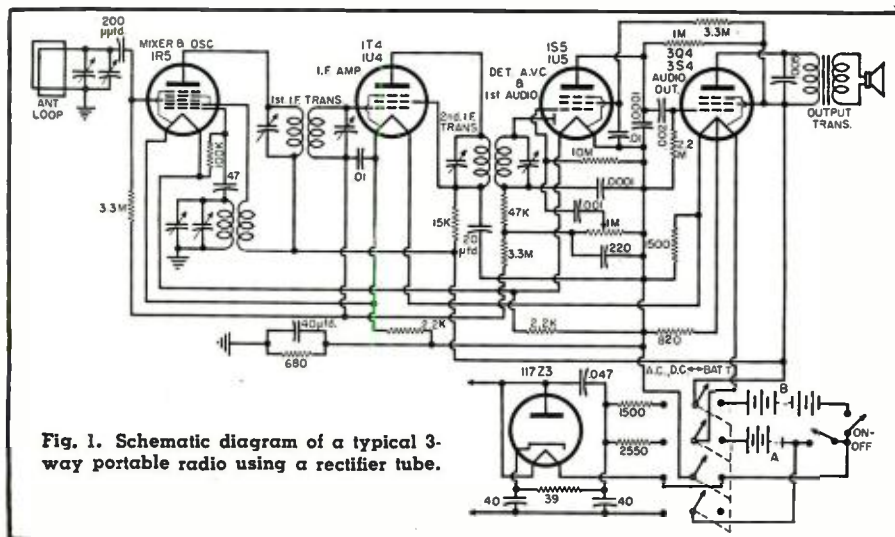 200
μμfd
MIXER & OSC
1R5
ANT
LOOP
3.3M
100K
47
1st I.F. TRANS.
1T4
1U4
I.F. AMP
.01
2nd. I.F.
TRANS.
15K
20
μfd
47K
3.3M
1S5
1U5
DET. A.V.C
&
1st AUDIO
10M
.0001
.001
1M
220
.01
.0001
.002
3.3M
1M
3Q4
3S4
AUDIO
OUT.
2.2
M
.005
OUTPUT
TRANS.
1500
40μfd.
680
2.2K
2.2K
820
A.C., D.C ↔ BATT
117Z3
.047
1500
2550
B
A
ON-
OFF
40
39
40
Fig. 1. Schematic diagram of a typical 3-
way portable radio using a rectifier tube.